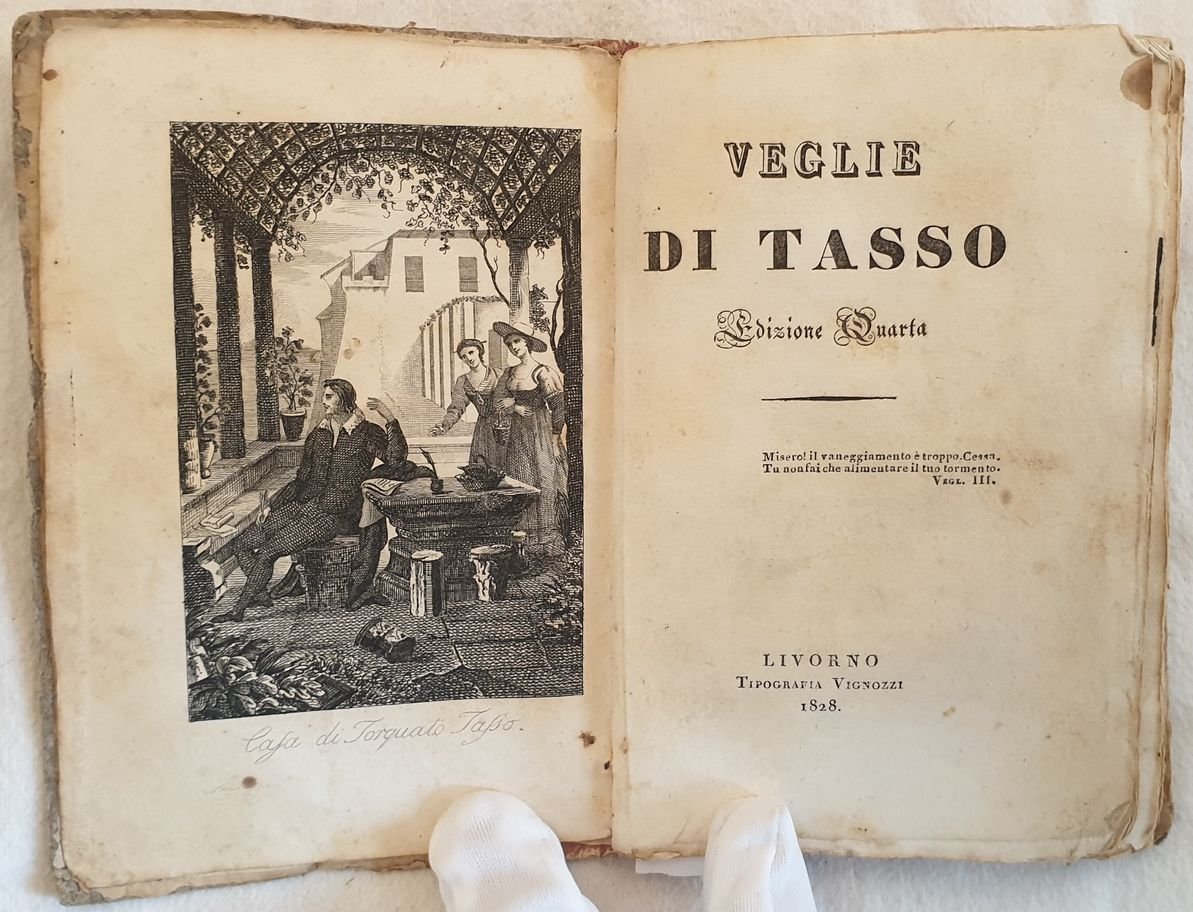 Casa di Torquato Tasso.
VEGLIE
DI TASSO
Edizione Quarta
Misero! il vaneggiamento è troppo. Cessa.
Tu non fai che alimentare il tuo tormento.
VEGL. III.
LIVORNO
TIPOGRAFIA VIGNOZZI
1828.